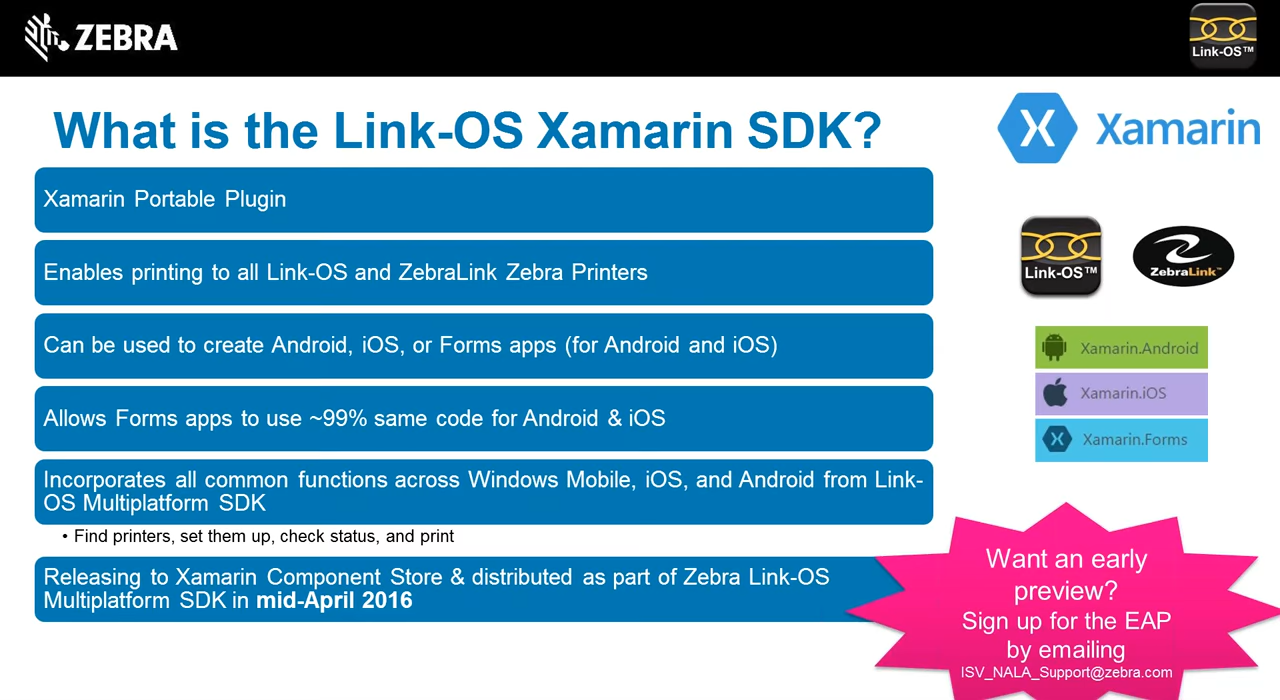 ZEBRA
Link-OS™
What is the Link-OS Xamarin SDK?
Xamarin
Xamarin Portable Plugin
Enables printing to all Link-OS and ZebraLink Zebra Printers
Link-OS™
ZebraLink™
Can be used to create Android, iOS, or Forms apps (for Android and iOS)
Xamarin.Android
Xamarin.iOS
Xamarin.Forms
Allows Forms apps to use ~99% same code for Android & iOS
Incorporates all common functions across Windows Mobile, iOS, and Android from Link-
OS Multiplatform SDK
• Find printers, set them up, check status, and print
Releasing to Xamarin Component Store & distributed as part of Zebra Link-OS
Multiplatform SDK in mid-April 2016
Want an early
preview?
Sign up for the EAP
by emailing
ISV_NALA_Support@zebra.com